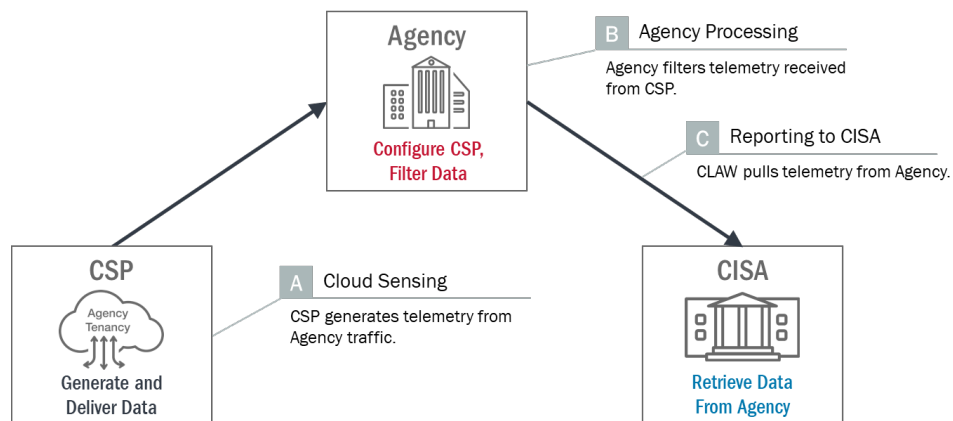 Agency
Configure CSP,
Filter Data
B Agency Processing
Agency filters telemetry received
from CSP.
C Reporting to CISA
CLAW pulls telemetry from Agency.
CSP
Agency
Tenancy
Generate and
Deliver Data
A Cloud Sensing
CSP generates telemetry from
Agency traffic.
CISA
Retrieve Data
From Agency